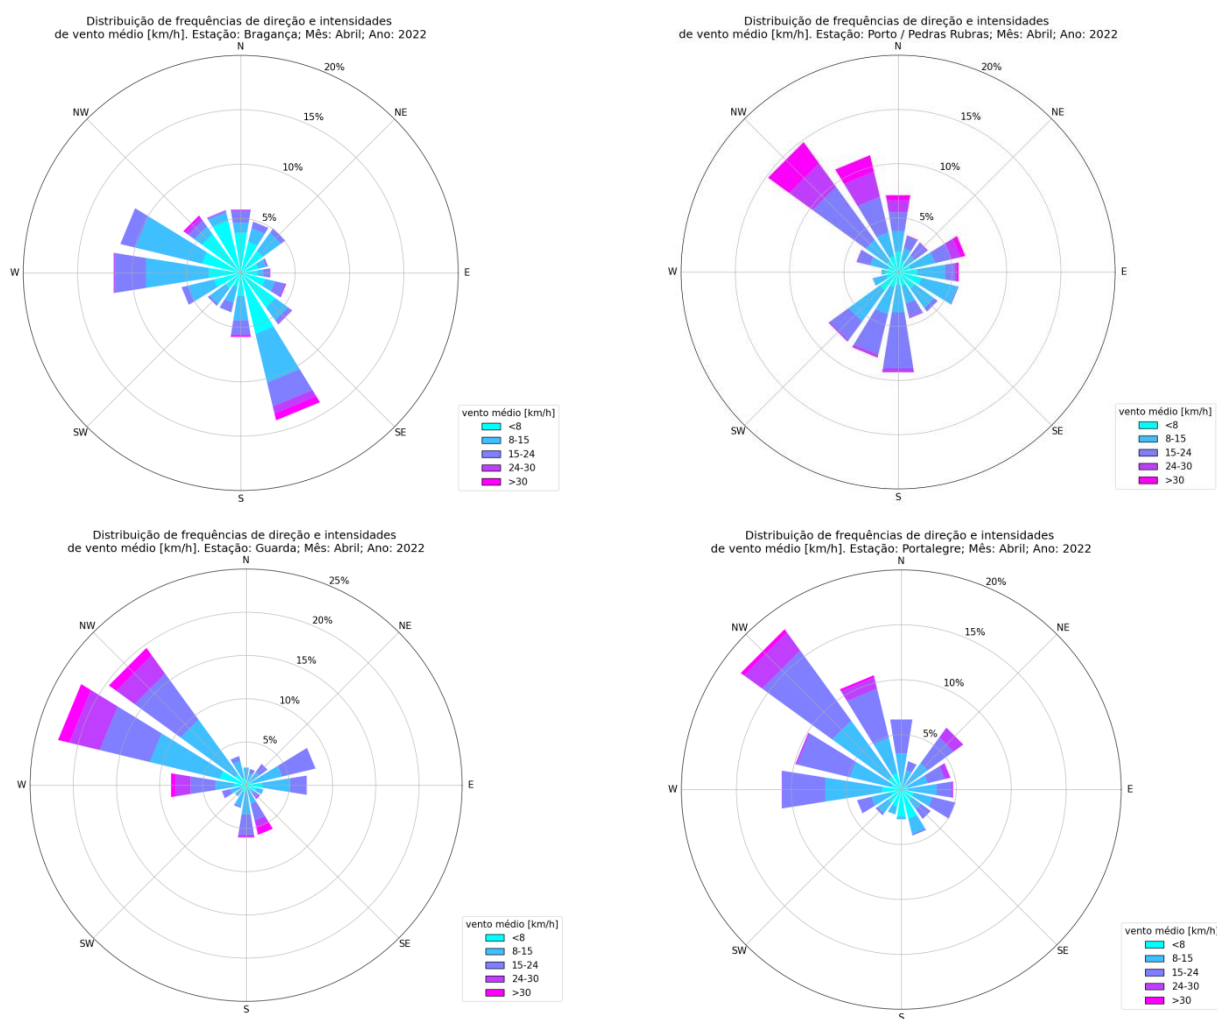 Distribuição de frequências de direção e intensidades
de vento médio [km/h]. Estação: Bragança; Mês: Abril; Ano: 2022
N
20%
NW
NE
15%
10%
5%
W
E
SW
SE
S
vento médio [km/h]
<8
8-15
15-24
24-30
>30
Distribuição de frequências de direção e intensidades
de vento médio [km/h]. Estação: Porto / Pedras Rubras; Mês: Abril; Ano: 2022
N
20%
NW
NE
15%
10%
5%
W
E
SW
SE
S
vento médio [km/h]
<8
8-15
15-24
24-30
>30
Distribuição de frequências de direção e intensidades
de vento médio [km/h]. Estação: Guarda; Mês: Abril; Ano: 2022
N
25%
NW
NE
20%
15%
10%
5%
W
E
SW
SE
S
vento médio [km/h]
<8
8-15
15-24
24-30
>30
Distribuição de frequências de direção e intensidades
de vento médio [km/h]. Estação: Portalegre; Mês: Abril; Ano: 2022
N
20%
NW
NE
15%
10%
5%
W
E
SW
SE
S
vento médio [km/h]
<8
8-15
15-24
24-30
>30